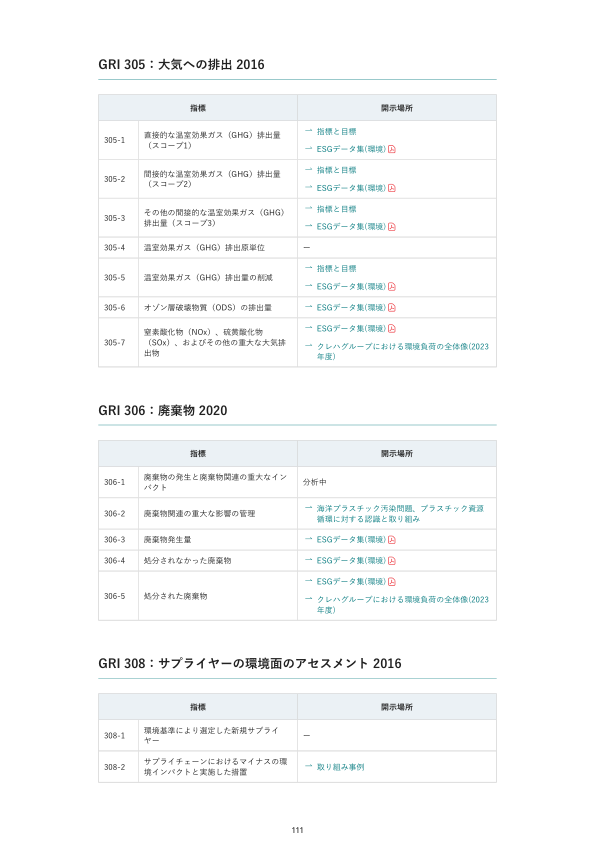 GRI 305：大気への排出 2016
指標 開示場所
305-1 直接的な温室効果ガス（GHG）排出量
（スコープ1）
→ 指標と目標
→ ESGデータ集(環境)
305-2 間接的な温室効果ガス（GHG）排出量
（スコープ2）
→ 指標と目標
→ ESGデータ集(環境)
305-3 その他の間接的な温室効果ガス（GHG）
排出量（スコープ3）
→ 指標と目標
→ ESGデータ集(環境)
305-4 温室効果ガス（GHG）排出原単位 ー
305-5 温室効果ガス（GHG）排出量の削減
→ 指標と目標
→ ESGデータ集(環境)
305-6 オゾン層破壊物質（ODS）の排出量 → ESGデータ集(環境)
305-7 窒素酸化物（NOx）、硫黄酸化物
（SOx）、およびその他の重大な大気排
出物
→ ESGデータ集(環境)
→ クレハグループにおける環境負荷の全体像(2023
年度)
GRI 306：廃棄物 2020
指標 開示場所
306-1 廃棄物の発生と廃棄物関連の重大なイン
パクト
分析中
306-2 廃棄物関連の重大な影響の管理
→ 海洋プラスチック汚染問題、プラスチック資源
循環に対する認識と取り組み
306-3 廃棄物発生量 → ESGデータ集(環境)
306-4 処分されなかった廃棄物 → ESGデータ集(環境)
306-5 処分された廃棄物
→ ESGデータ集(環境)
→ クレハグループにおける環境負荷の全体像(2023
年度)
GRI 308：サプライヤーの環境面のアセスメント 2016
指標 開示場所
308-1 環境基準により選定した新規サプライ
ヤー
ー
308-2 サプライチェーンにおけるマイナスの環
境インパクトと実施した措置
→ 取り組み事例
111